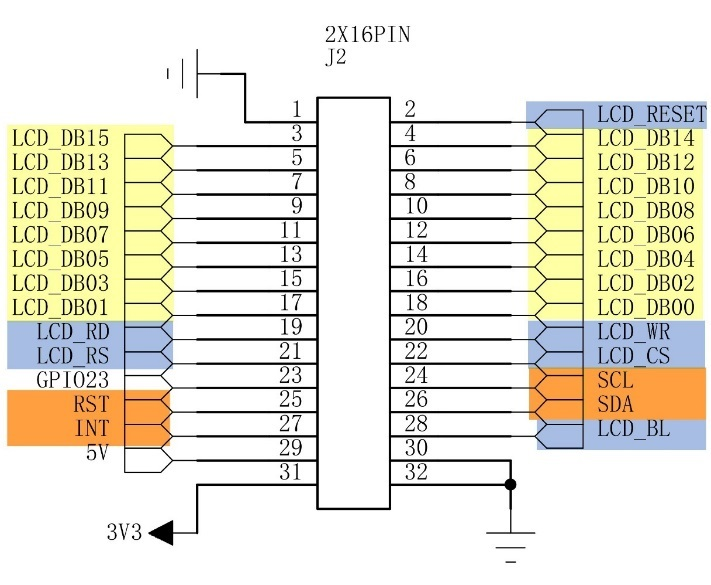 2X16PIN
J2
1 2 LCD_RESET
LCD_DB15 3 4 LCD_DB14
LCD_DB13 5 6 LCD_DB12
LCD_DB11 7 8 LCD_DB10
LCD_DB09 9 10 LCD_DB08
LCD_DB07 11 12 LCD_DB06
LCD_DB05 13 14 LCD_DB04
LCD_DB03 15 16 LCD_DB02
LCD_DB01 17 18 LCD_DB00
LCD_RD 19 20 LCD_WR
LCD_RS 21 22 LCD_CS
GPIO23 23 24 SCL
RST 25 26 SDA
INT 27 28 LCD_BL
5V 29 30
31 32
3V3